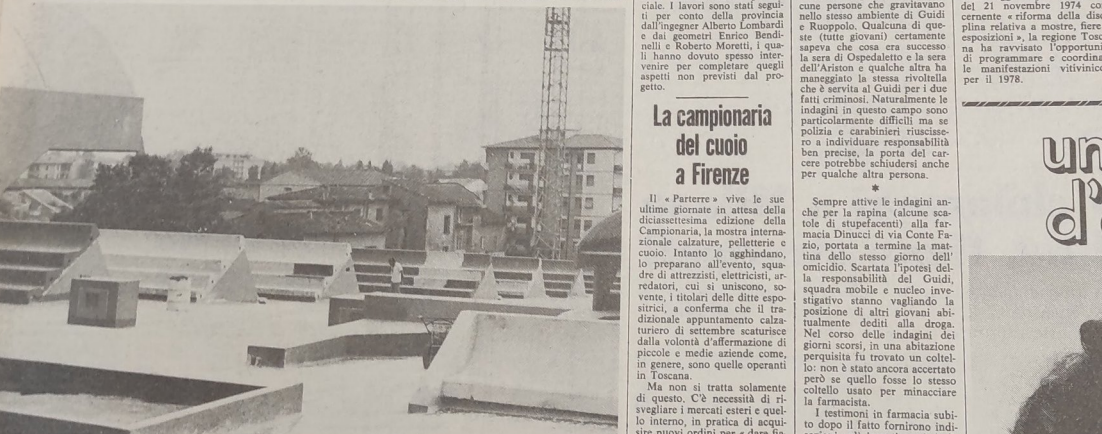 ciale. I lavori sono stati segui-
ti per conto della provincia
dall'ingegner Alberto Lombardi
e dai geometri Enrico Bendi-
nelli e Roberto Moretti, i qua-
li hanno dovuto spesso inter-
venire per completare quegli
aspetti non previsti dal pro-
getto.
La campionaria
del cuoio
a Firenze
Il « Parterre » vive le sue
ultime giornate in attesa della
diciassettesima edizione della
Campionaria, la mostra interna-
zionale calzature, pelletterie e
cuoio. Intanto lo agghindano,
lo preparano all'evento, squa-
dre di attrezzisti, elettricisti, ar-
redatori, cui si uniscono, so-
vente, i titolari delle ditte espo-
sitrici, a conferma che il tra-
dizionale appuntamento calza-
turiero di settembre scaturisce
dalla volontà d'affermazione di
piccole e medie aziende come,
in genere, sono quelle operanti
in Toscana.
Ma non si tratta solamente
di questo. C'è necessità di ri-
svegliare i mercati esteri e quel-
lo interno, in pratica di acqui-
sire nuovi ordini per « dare fia-
cune persone che gravitavano
nello stesso ambiente di Guidi
e Ruoppolo. Qualcuna di que-
ste (tutte giovani) certamente
sapeva che cosa era successo
la sera di Ospedaletto e la sera
dell'Ariston e qualche altra ha
maneggiato la stessa rivoltella
che è servita al Guidi per i due
fatti criminosi. Naturalmente le
indagini in questo campo sono
particolarmente difficili ma se
polizia e carabinieri riuscisse-
ro a individuare responsabilità
ben precise, la porta del car-
cere potrebbe schiudersi anche
per qualche altra persona.
*
Sempre attive le indagini an-
che per la rapina (alcune sca-
tole di stupefacenti) alla far-
macia Dinucci di via Conte Fa-
zio, portata a termine la mat-
tina dello stesso giorno dell'
omicidio. Scartata l'ipotesi del-
la responsabilità del Guidi,
squadra mobile e nucleo inve-
stigativo stanno vagliando la
posizione di altri giovani abi-
tualmente dediti alla droga.
Nel corso delle indagini dei
giorni scorsi, in una abitazione
perquisita fu trovato un coltel-
lo: non è stato ancora accertato
però se quello fosse lo stesso
coltello usato per minacciare
la farmacista.
I testimoni in farmacia subi-
to dopo il fatto fornirono indi-
del 21 novembre 1974 con
cernente « riforma della disc
plina relativa a mostre, fiere
esposizioni », la regione Tosc
na ha ravvisato l'opportuni
di programmare e coordina
le manifestazioni vitivinic
per il 1978.
un
d'